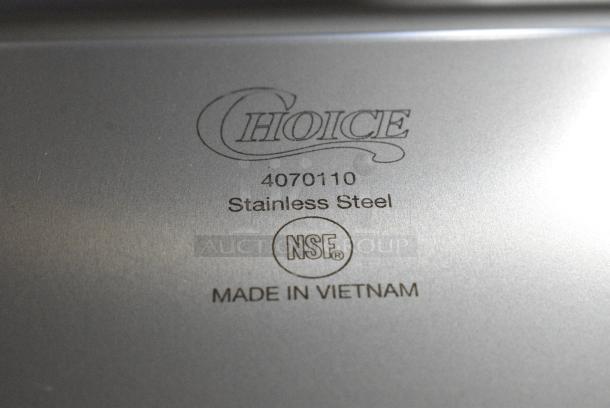 CHOICE
4070110
Stainless Steel
AUCTION GROUP
NSF®
MADE IN VIETNAM